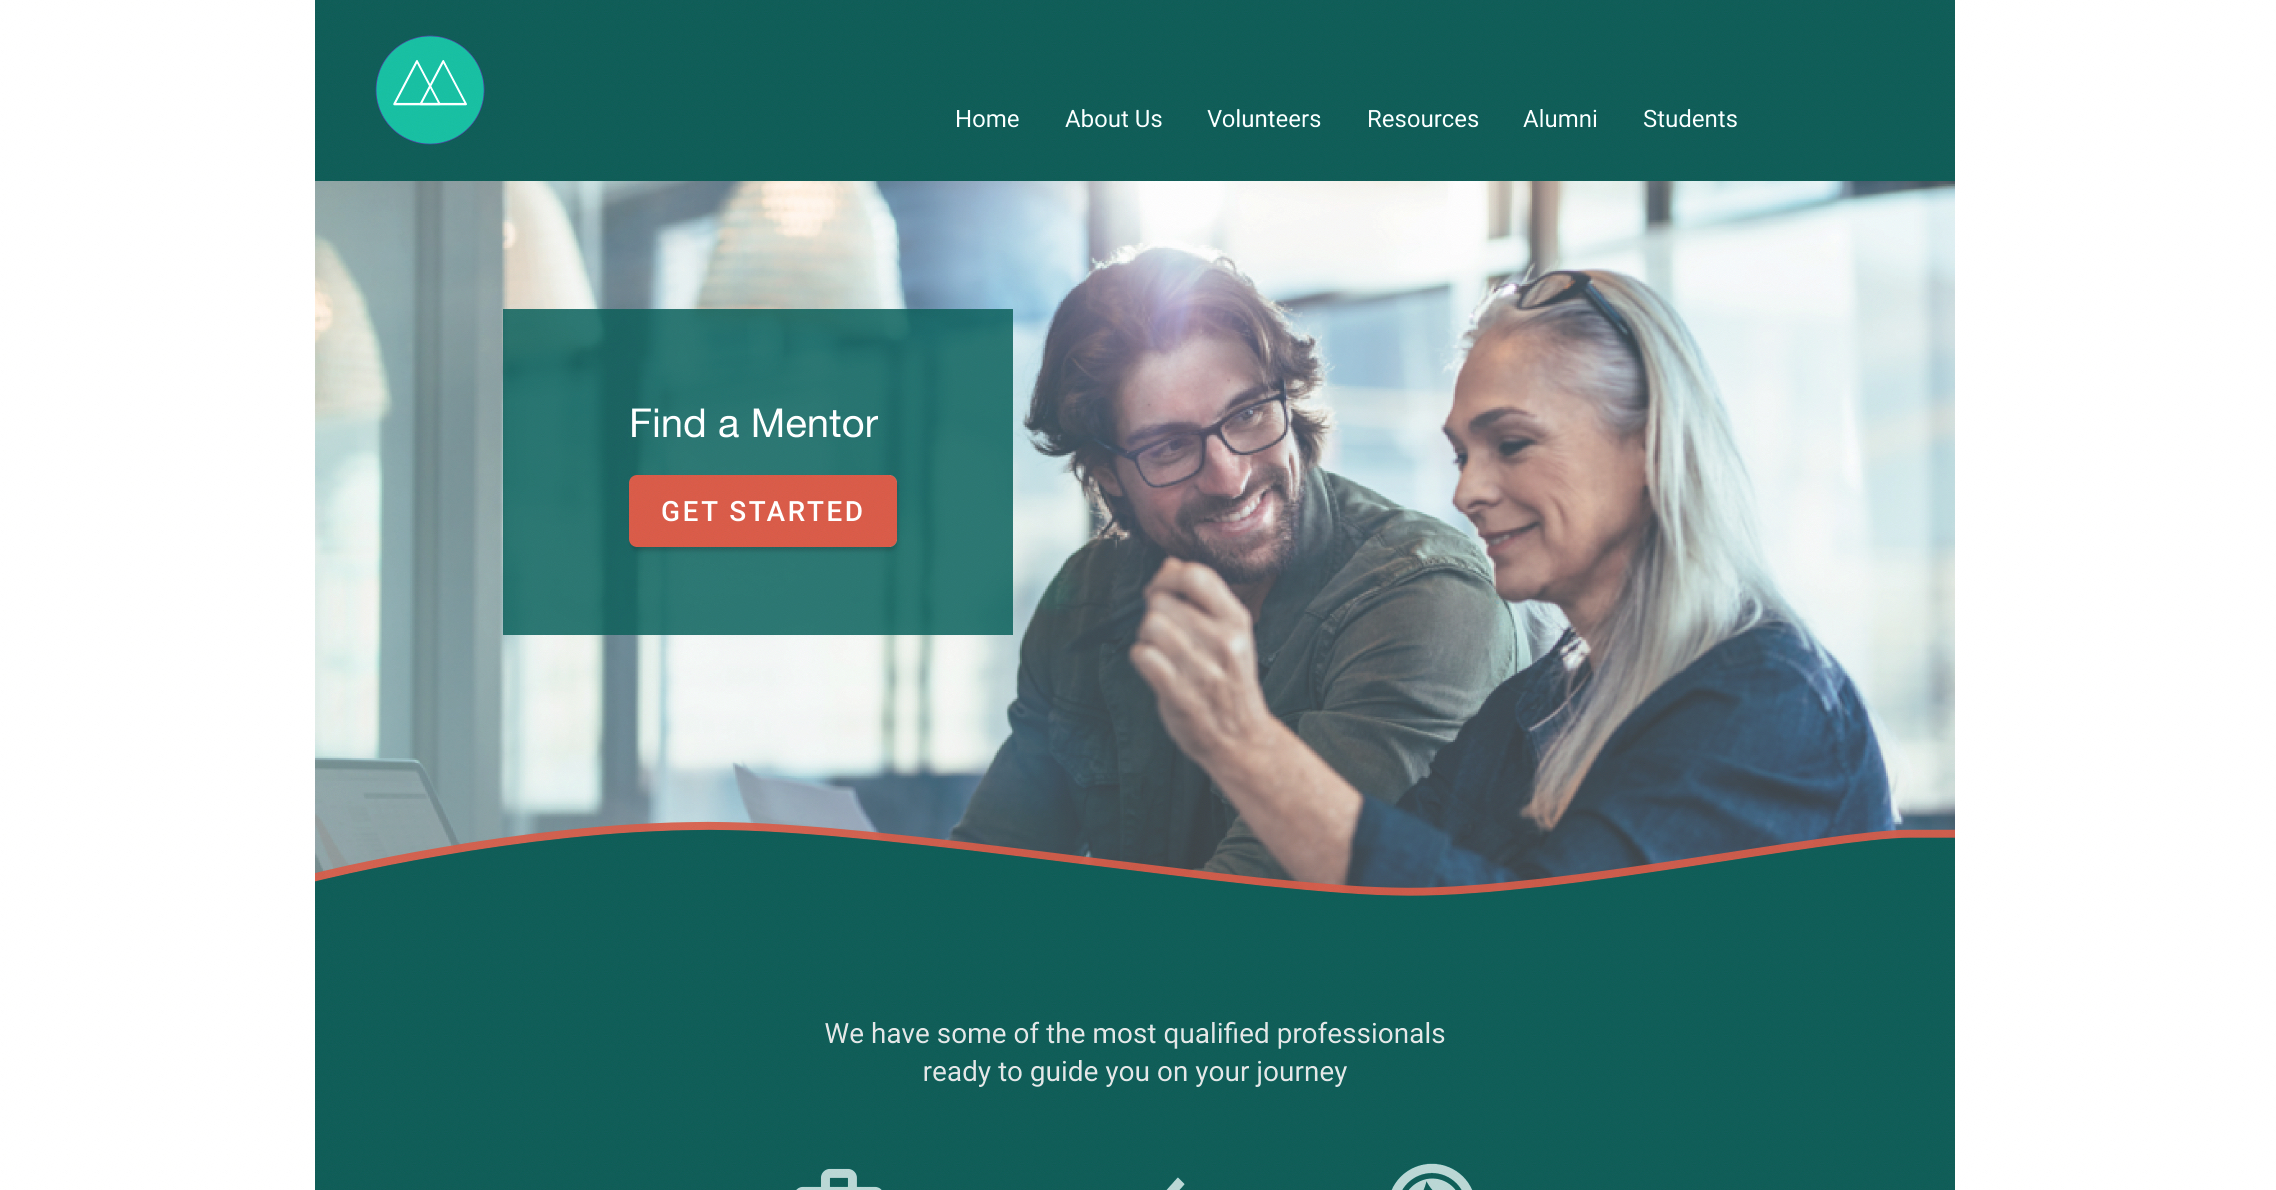 Home About Us Volunteers Resources Alumni Students
Find a Mentor
GET STARTED
We have some of the most qualified professionals
ready to guide you on your journey